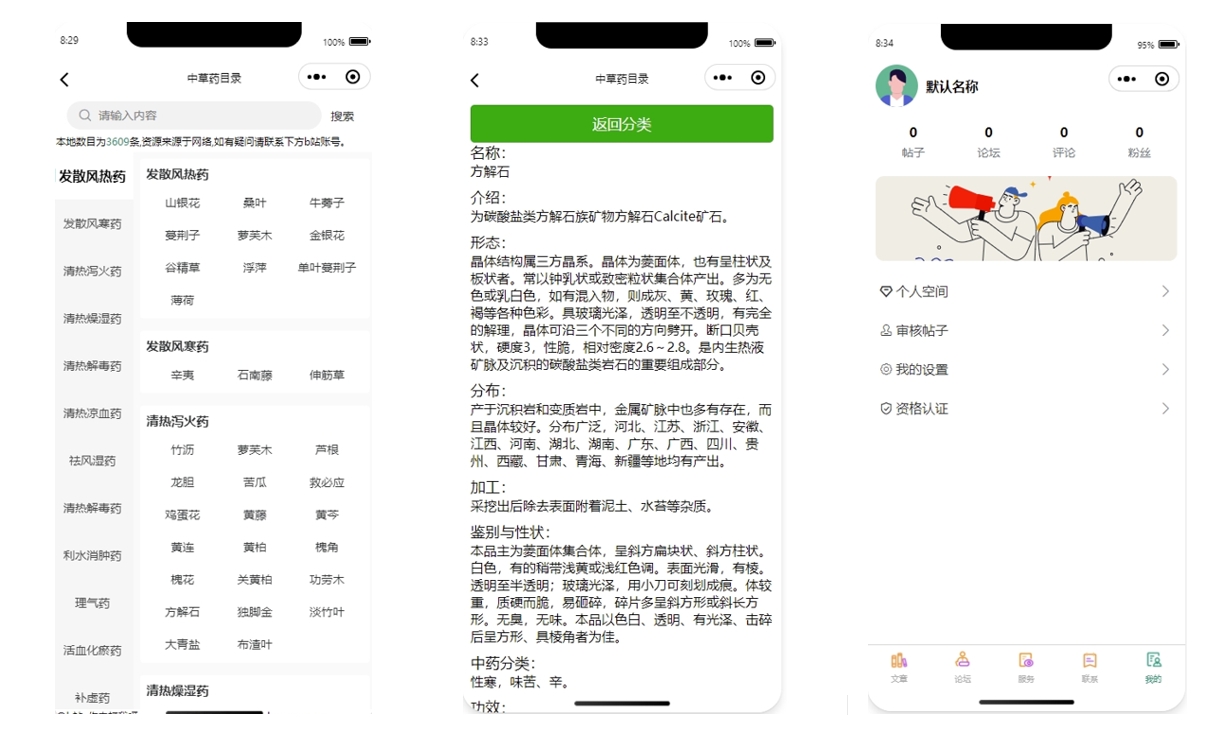 8:29
100%
中草药目录
请输入内容
搜索
本地数目为3609条,资源来源于网络,如有疑问请联系下方b站账号。
发散风热药
发散风寒药
清热泻火药
清热燥湿药
清热解毒药
清热凉血药
祛风湿药
清热解毒药
利水消肿药
理气药
活血化瘀药
补虚药
发散风热药
山银花 桑叶 牛蒡子
蔓荆子 萝芙木 金银花
谷精草 浮萍 单叶蔓荆子
薄荷
发散风寒药
辛夷 石南藤 伸筋草
清热泻火药
竹沥 萝芙木 芦根
龙胆 苦瓜 救必应
鸡蛋花 黄藤 黄芩
黄连 黄柏 槐角
槐花 关黄柏 功劳木
方解石 独脚金 淡竹叶
大青盐 布渣叶
清热燥湿药
8:33
100%
中草药目录
返回分类
名称：
方解石
介绍：
为碳酸盐类方解石族矿物方解石Calcite矿石。
形态：
晶体结构属三方晶系。晶体为菱面体，也有呈柱状及
板状者。常以钟乳状或致密粒状集合体产出。多为无
色或乳白色，如有混入物，则成灰、黄、玫瑰、红、
褐等各种色彩。具玻璃光泽，透明至不透明，有完全
的解理，晶体可沿三个不同的方向劈开。断口贝壳
状，硬度3，性脆，相对密度2.6～2.8。是内生热液
矿脉及沉积的碳酸盐类岩石的重要组成部分。
分布：
产于沉积岩和变质岩中，金属矿脉中也多有存在，而
且晶体较好。分布广泛，河北、江苏、浙江、安徽、
江西、河南、湖北、湖南、广东、广西、四川、贵
州、西藏、甘肃、青海、新疆等地均有产出。
加工：
采挖出后除去表面附着泥土、水苔等杂质。
鉴别与性状：
本品主为菱面体集合体，呈斜方扁块状、斜方柱状。
白色，有的稍带浅黄或浅红色调。表面光滑，有棱。
透明至半透明；玻璃光泽，用小刀可刻划成痕。体较
重，质硬而脆，易砸碎，碎片多呈斜方形或斜长方
形。无臭，无味。本品以色白、透明、有光泽、击碎
后呈方形、具棱角者为佳。
中药分类：
性寒，味苦、辛。
功效：
8:34
95%
默认名称
0 0 0 0
帖子 论坛 评论 粉丝
个人空间
审核帖子
我的设置
资格认证
文章 论坛 服务 联系 我的